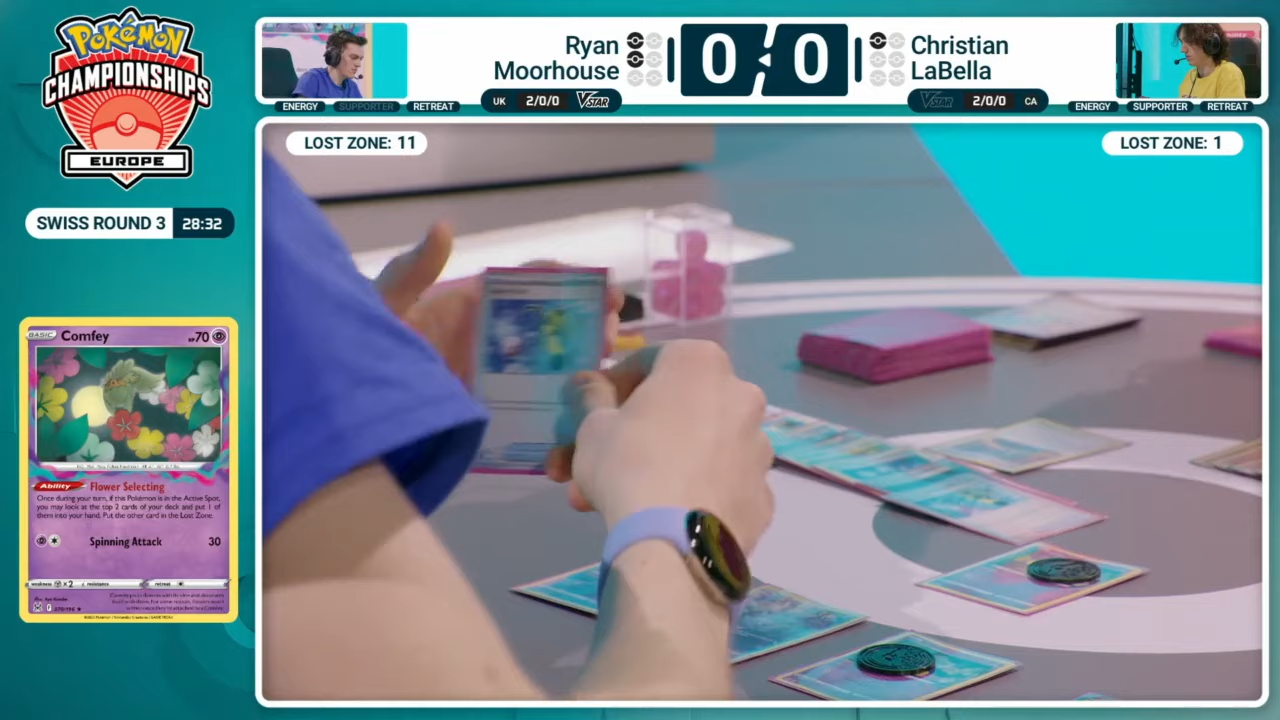 Pokémon
CHAMPIONSHIPS
EUROPE
SWISS ROUND 3 28:32
Ryan
Moorhouse
0 0
Christian
LaBella
ENERGY SUPPORTER RETREAT
UK 2/0/0 VSTAR
VSTAR 2/0/0 CA
ENERGY SUPPORTER RETREAT
LOST ZONE: 11
LOST ZONE: 1
BASIC Comfey HP70
Ability Flower Selecting
Once during your turn, if this Pokémon is in the Active Spot,
you may look at the top 2 cards of your deck and put 1 of
them into your hand. Put the other card in the Lost Zone.
Spinning Attack 30
weakness ×2 resistance retreat